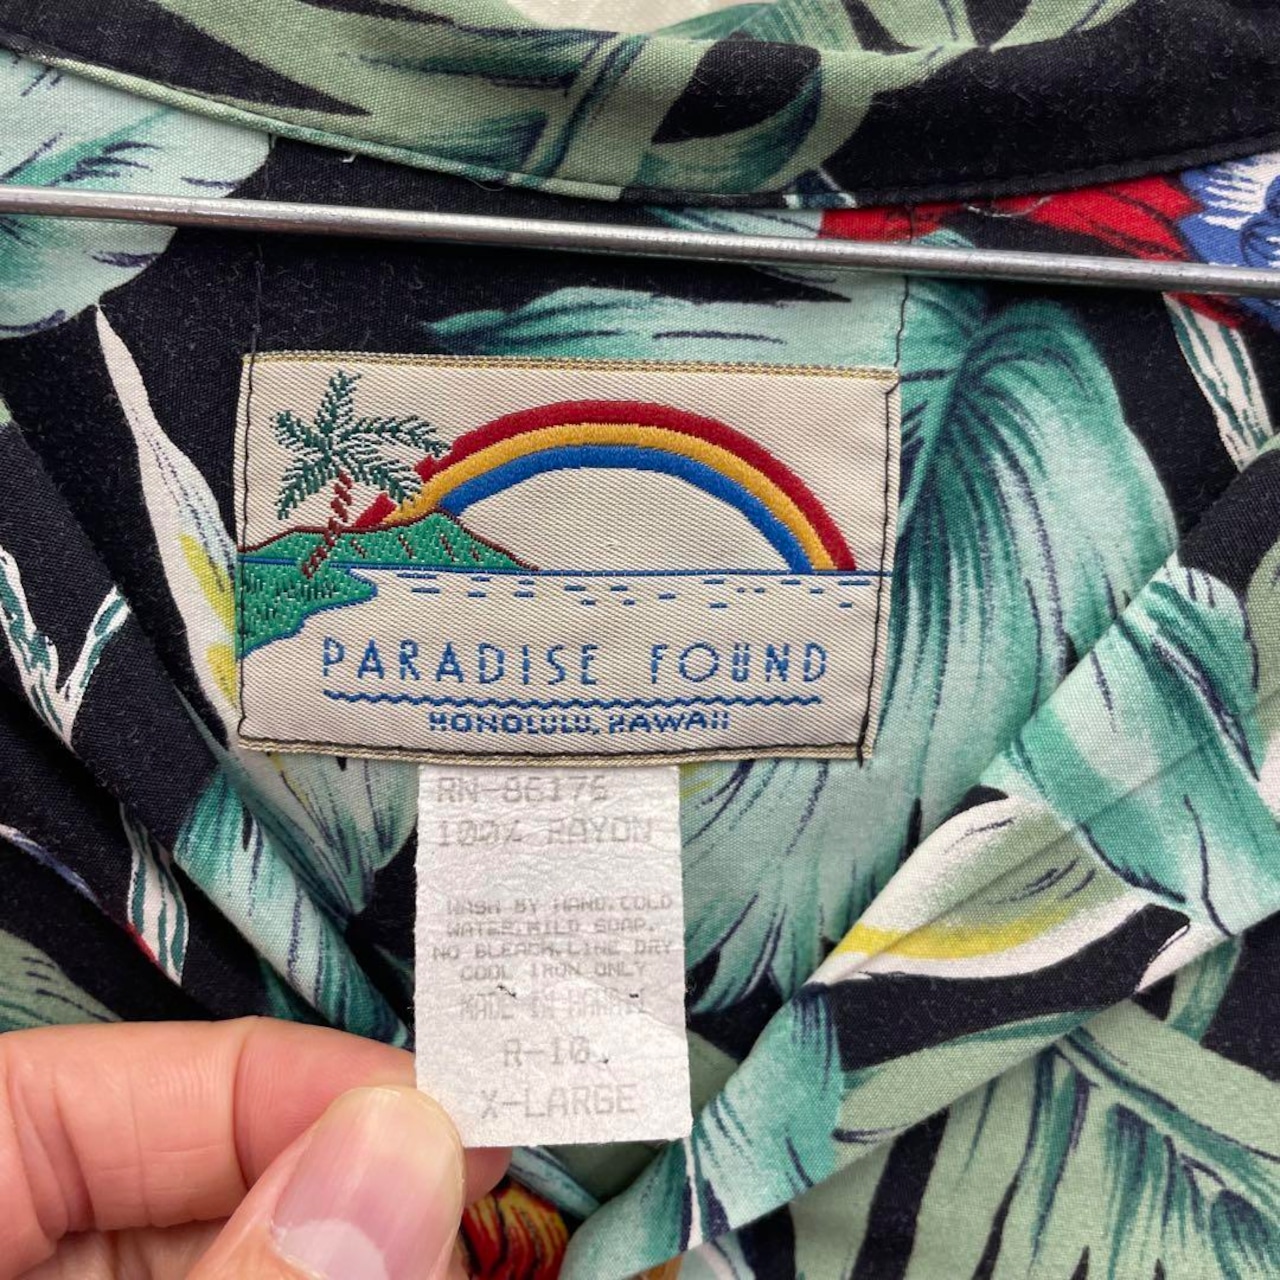 PARADISE FOUND
HONOLULU, HAWAII
RN-86176
100% RAYON
WASH BY HAND, COLD
WATER, MILD SOAP.
NO BLEACH, LINE DRY
COOL IRON ONLY
MADE IN HAWAII
R-10
X-LARGE